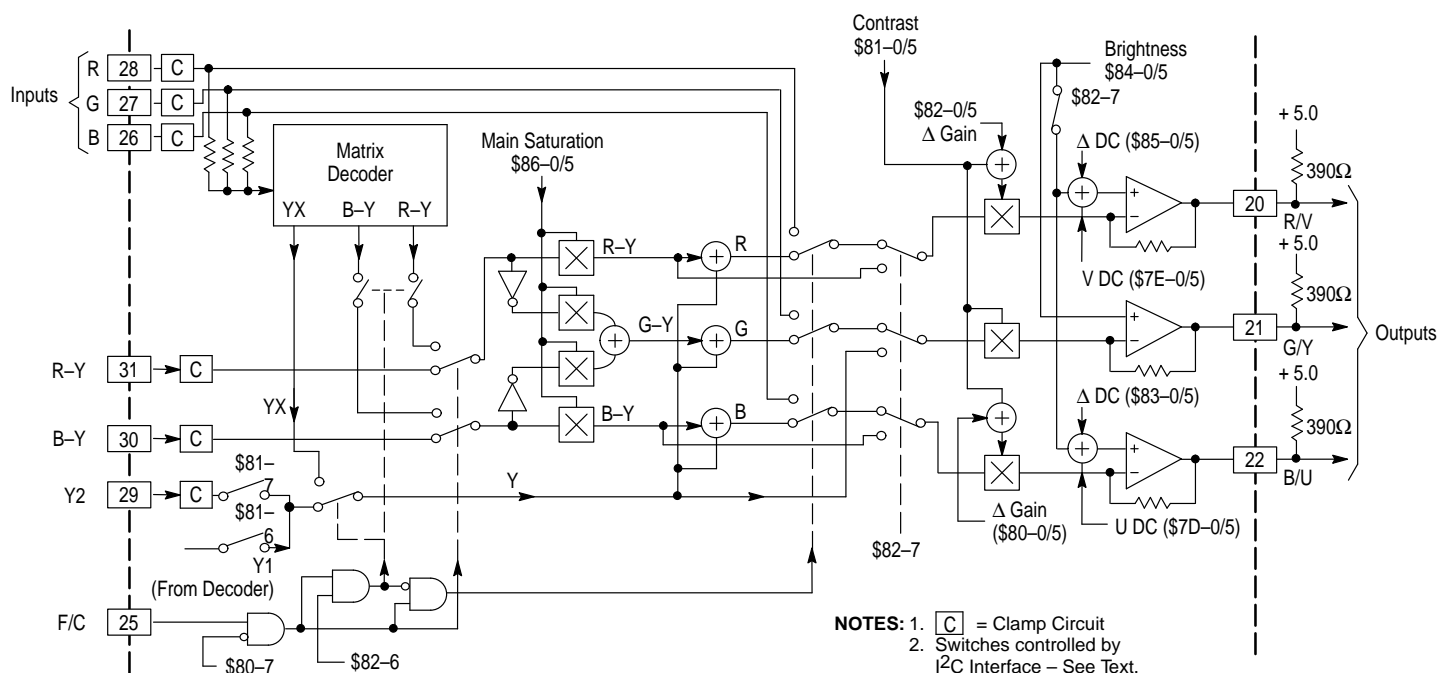 Contrast
$81–0/5
Brightness
$84–0/5
$82–7
R 28 C
Inputs
G 27 C
B 26 C
$82–0/5
Δ Gain
+ 5.0
Matrix
Decoder
Main Saturation
$86–0/5
Δ DC ($85–0/5)
390Ω
YX B–Y R–Y
20
R/V
R–Y
R
+ 5.0
V DC ($7E–0/5)
390Ω
G–Y
G
21
Outputs
G/Y
R–Y 31 C
+ 5.0
Δ DC ($83–0/5)
YX
B–Y
B
390Ω
B–Y 30 C
22
B/U
$81–
7
Y2 29 C
Y
$81–
6
Y1
Δ Gain
($80–0/5)
U DC ($7D–0/5)
$82–7
(From Decoder)
F/C 25
$80–7
$82–6
NOTES: 1. C = Clamp Circuit
2. Switches controlled by
I2C Interface – See Text.